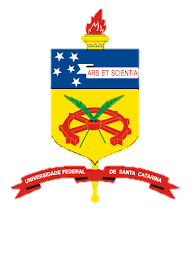 ARS ET SCIENTIA
UNIVERSIDADE FEDERAL DE SANTA CATARINA